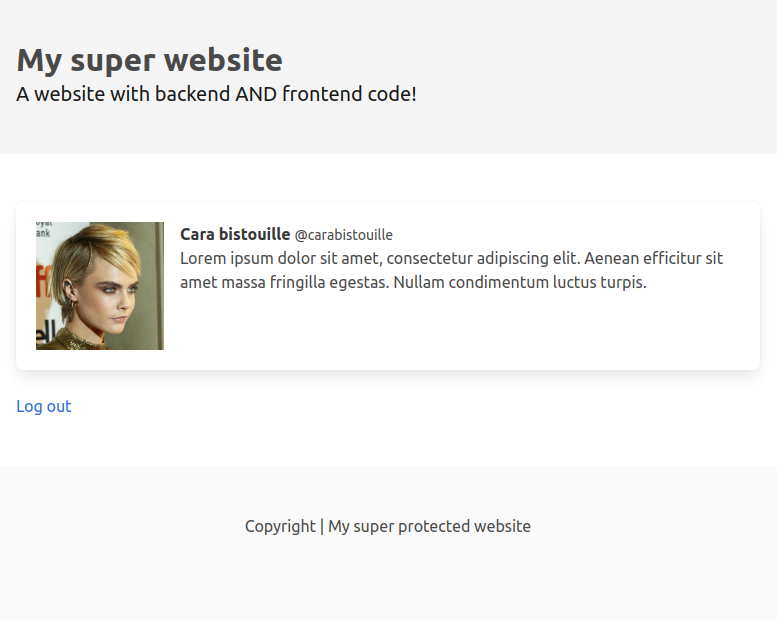 My super website
A website with backend AND frontend code!
ank
Cara bistouille @carabistouille
Lorem ipsum dolor sit amet, consectetur adipiscing elit. Aenean efficitur sit
amet massa fringilla egestas. Nullam condimentum luctus turpis.
Log out
Copyright | My super protected website